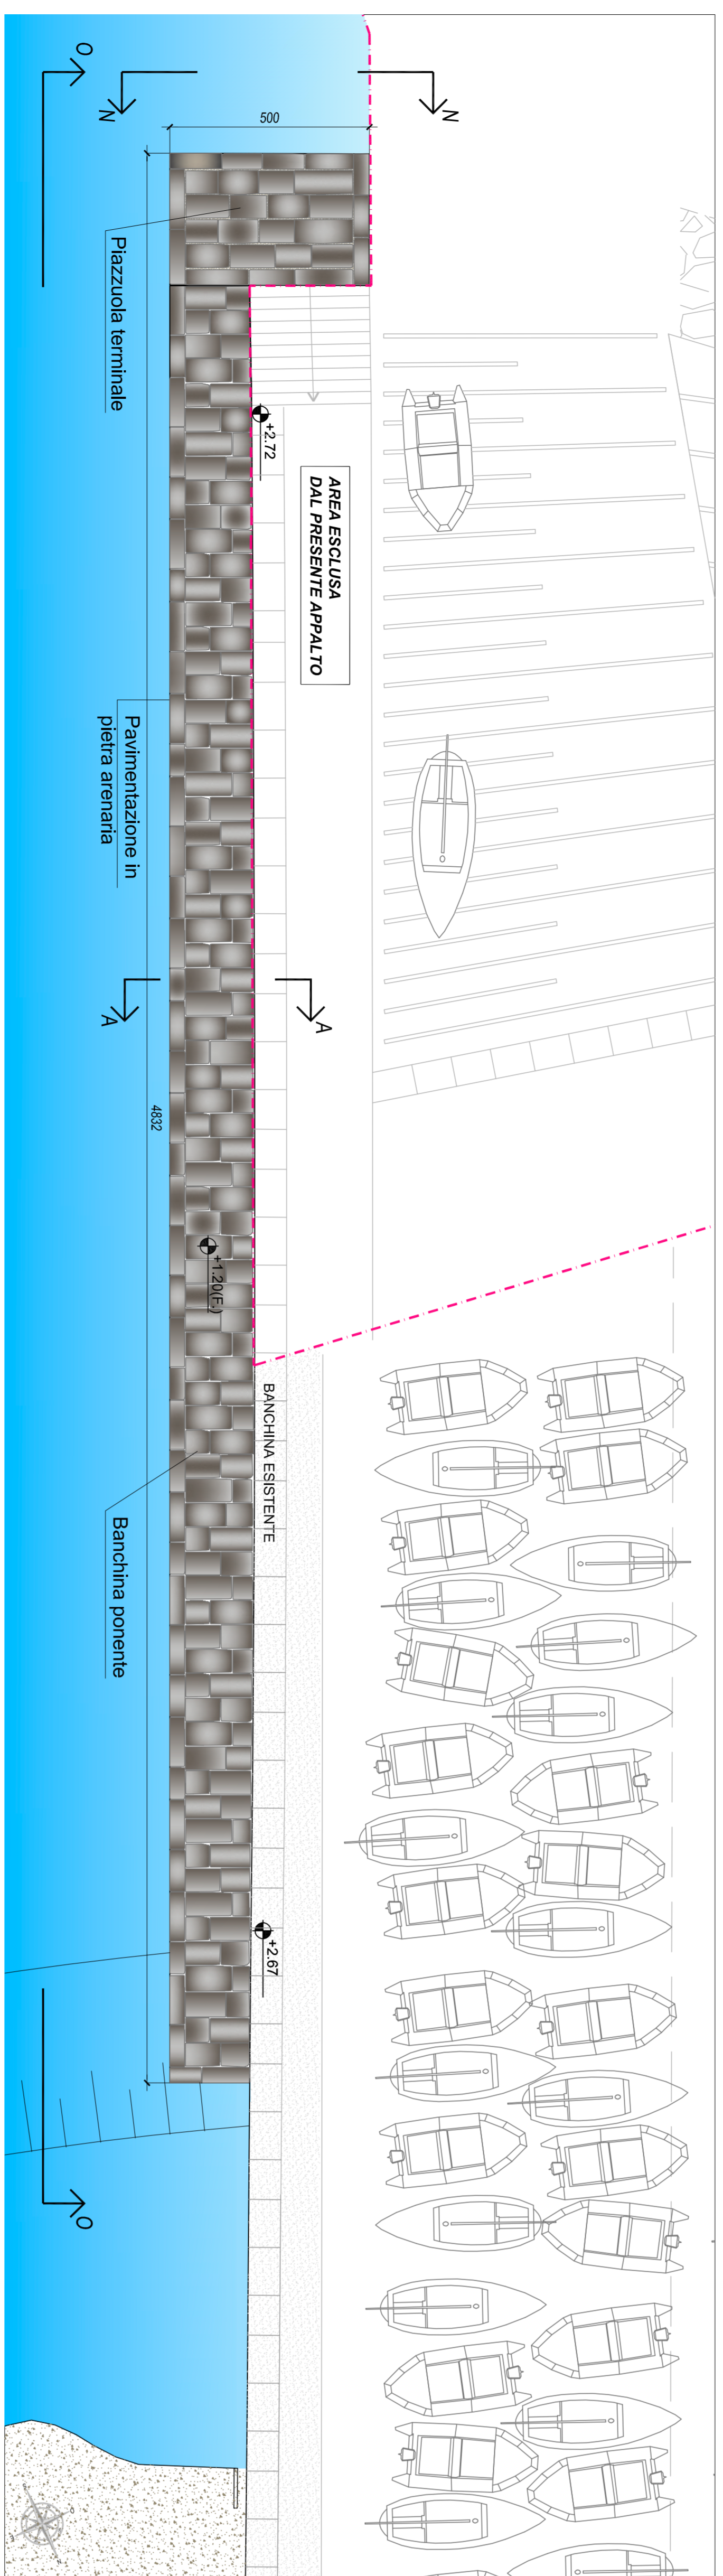 O
N
N
500
Piazzuola terminale
+2.72
AREA ESCLUSA
DAL PRESENTE APPALTO
Pavimentazione in
pietra arenaria
A
A
4832
+1.20(F.)
BANCHINA ESISTENTE
Banchina ponente
+2.67
O